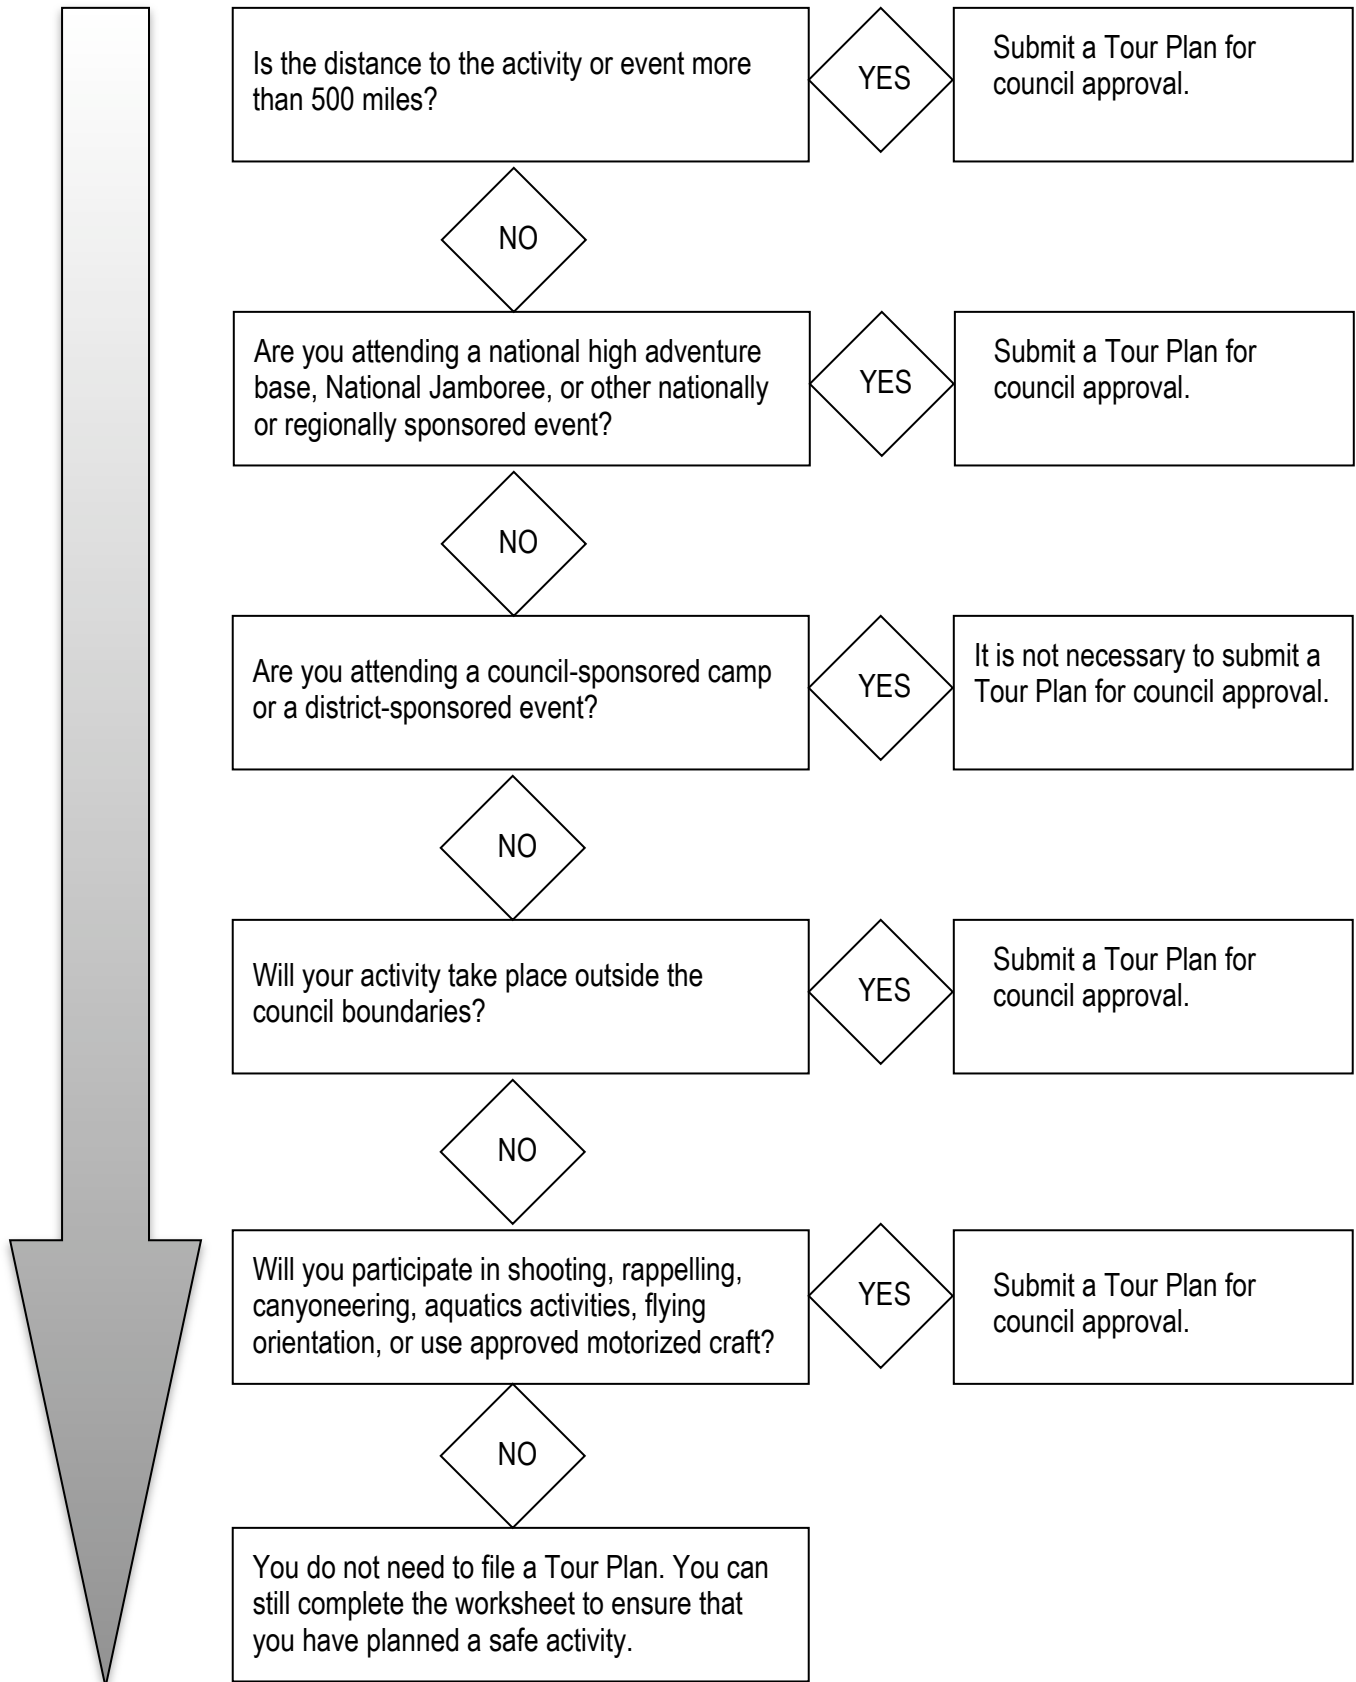 Is the distance to the activity or event more
than 500 miles?
YES
Submit a Tour Plan for
council approval.
NO
Are you attending a national high adventure
base, National Jamboree, or other nationally
or regionally sponsored event?
YES
Submit a Tour Plan for
council approval.
NO
Are you attending a council-sponsored camp
or a district-sponsored event?
YES
It is not necessary to submit a
Tour Plan for council approval.
NO
Will your activity take place outside the
council boundaries?
YES
Submit a Tour Plan for
council approval.
NO
Will you participate in shooting, rappelling,
canyoneering, aquatics activities, flying
orientation, or use approved motorized craft?
YES
Submit a Tour Plan for
council approval.
NO
You do not need to file a Tour Plan. You can
still complete the worksheet to ensure that
you have planned a safe activity.